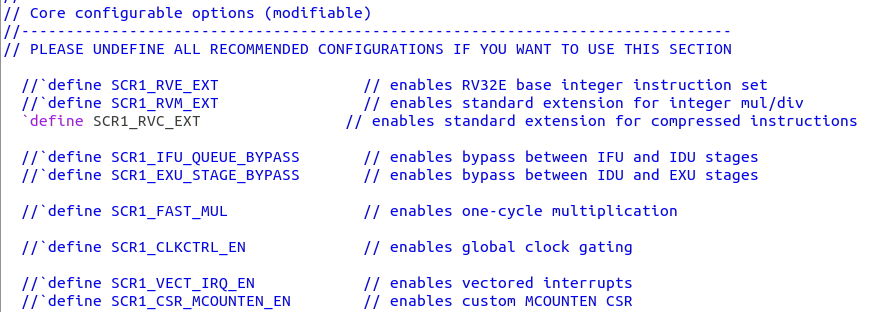 // Core configurable options (modifiable)
//-------------------------------------------------------------------------------
// PLEASE UNDEFINE ALL RECOMMENDED CONFIGURATIONS IF YOU WANT TO USE THIS SECTION
//`define SCR1_RVE_EXT // enables RV32E base integer instruction set
//`define SCR1_RVM_EXT // enables standard extension for integer mul/div
`define SCR1_RVC_EXT // enables standard extension for compressed instructions
//`define SCR1_IFU_QUEUE_BYPASS // enables bypass between IFU and IDU stages
//`define SCR1_EXU_STAGE_BYPASS // enables bypass between IDU and EXU stages
//`define SCR1_FAST_MUL // enables one-cycle multiplication
//`define SCR1_CLKCTRL_EN // enables global clock gating
//`define SCR1_VECT_IRQ_EN // enables vectored interrupts
//`define SCR1_CSR_MCOUNTEN_EN // enables custom MCOUNTEN CSR